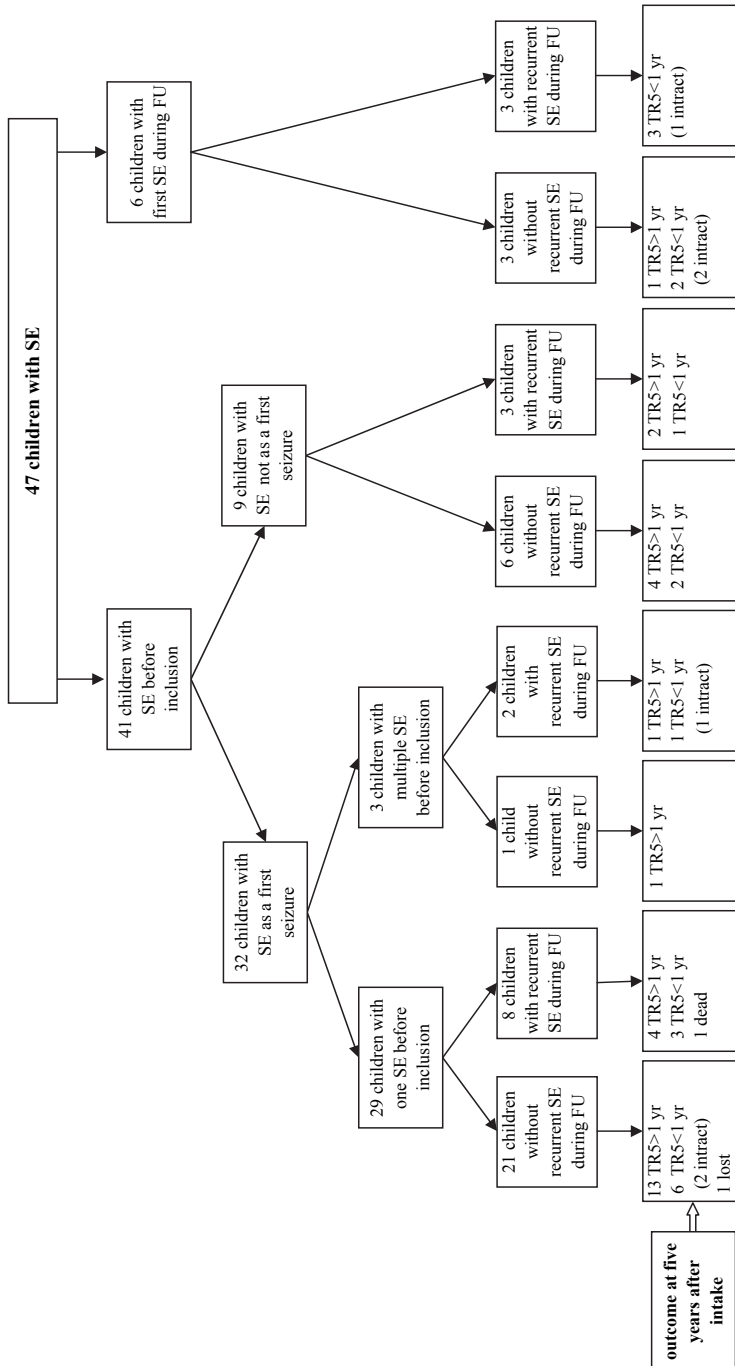 47 children with SE
41 children with
SE before
inclusion
6 children with
first SE during FU
32 children with
SE as a first
seizure
9 children with
SE  not as a first
seizure
29 children with
one SE before
inclusion
3 children with
multiple SE
before inclusion
21 children
without
recurrent SE
during FU
8 children
with recurrent
SE during FU
1 child
without
recurrent SE
during FU
2 children
with
recurrent SE
during FU
6 children
without
recurrent SE
during FU
3 children
with recurrent
SE during FU
3 children
without
recurrent SE
during FU
3 children
with recurrent
SE during FU
outcome at five
years after
intake
13 TR5>1 yr
6  TR5<1 yr
(2 intract)
1 lost
4 TR5>1 yr
3 TR5<1 yr
1 dead
1 TR5>1 yr
1 TR5>1 yr
1 TR5<1 yr
(1 intract)
4 TR5>1 yr
2 TR5<1 yr
2 TR5>1 yr
1 TR5<1 yr
1 TR5>1 yr
2 TR5<1 yr
(2 intract)
3 TR5<1 yr
(1 intract)